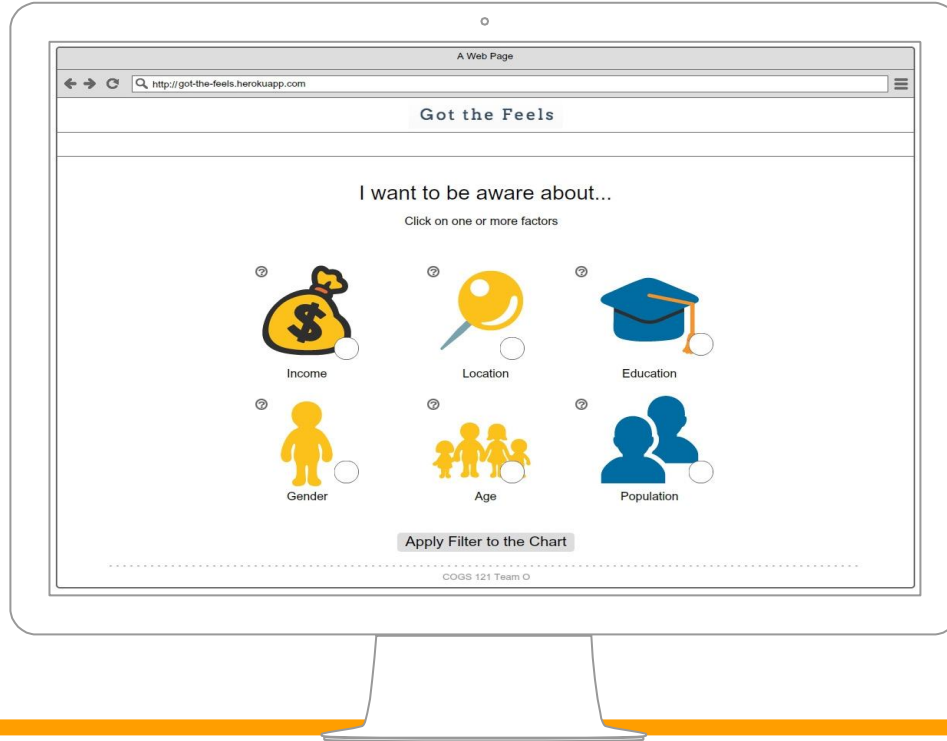 A Web Page
http://got-the-feels.herokuapp.com
Got the Feels
I want to be aware about...
Click on one or more factors
? ? ?
$
Income Location Education
? ? ?
Gender Age Population
Apply Filter to the Chart
COGS 121 Team O